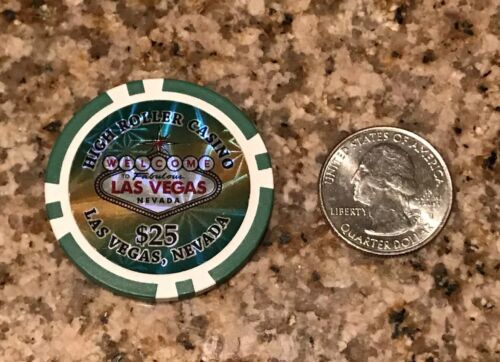 HIGH ROLLER CASINO
WELCOME
TO Fabulous
LAS VEGAS
NEVADA
$25
LAS VEGAS, NEVADA
UNITED STATES OF AMERICA
LIBERTY
QUARTER DOLLAR